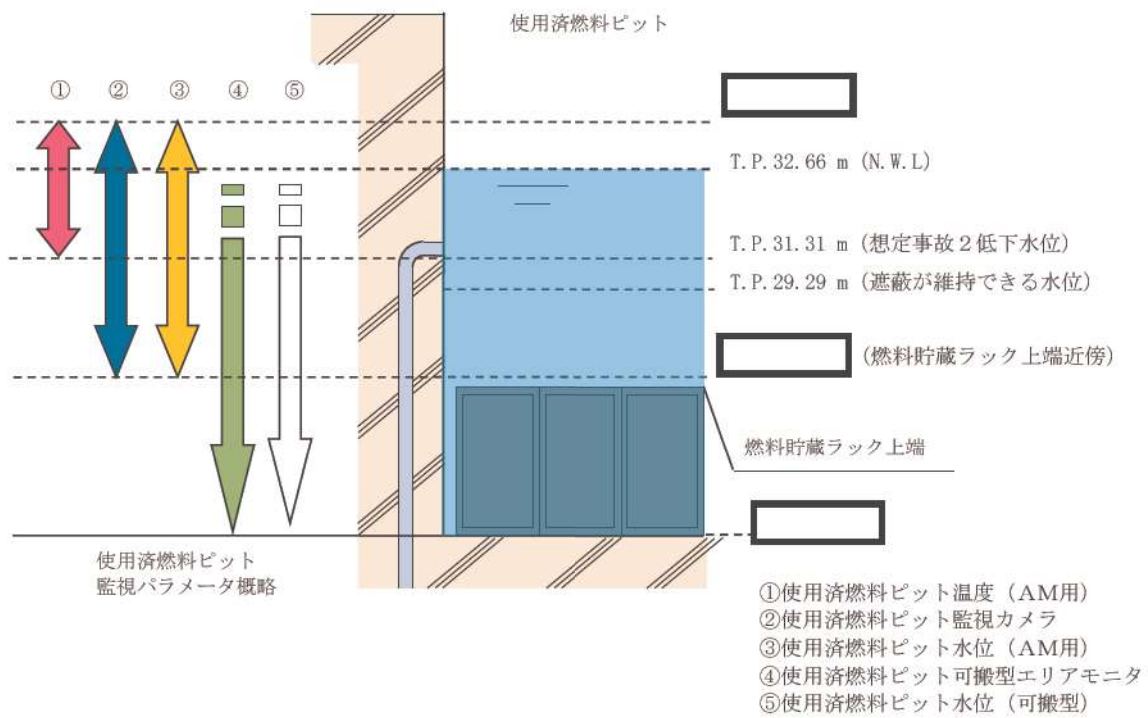 使用済燃料ピット
① ② ③ ④ ⑤
T.P.32.66 m (N.W.L)
T.P.31.31 m (想定事故2低下水位)
T.P.29.29 m (遮蔽が維持できる水位)
(燃料貯蔵ラック上端近傍)
燃料貯蔵ラック上端
使用済燃料ピット
監視パラメータ概略
①使用済燃料ピット温度(AM用)
②使用済燃料ピット監視カメラ
③使用済燃料ピット水位(AM用)
④使用済燃料ピット可搬型エリアモニタ
⑤使用済燃料ピット水位(可搬型)